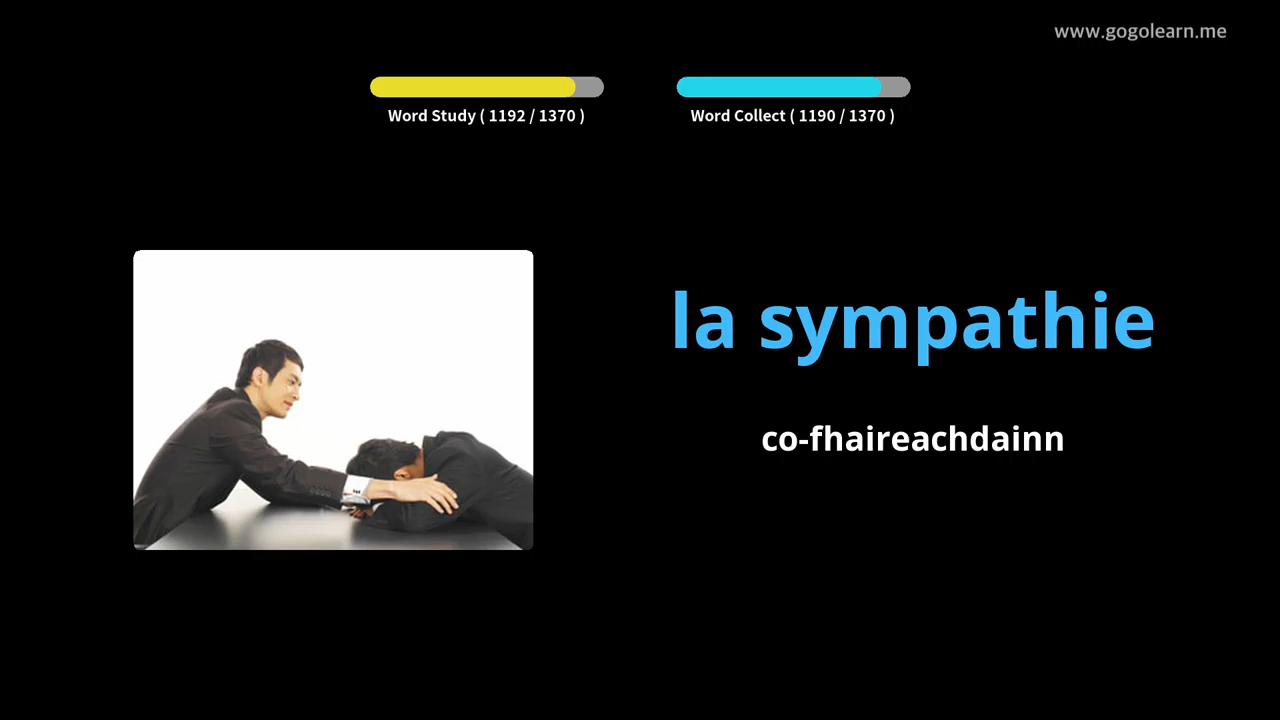 www.gogolearn.me
Word Study ( 1192 / 1370 )
Word Collect ( 1190 / 1370 )
la sympathie
co-fhaireachdainn